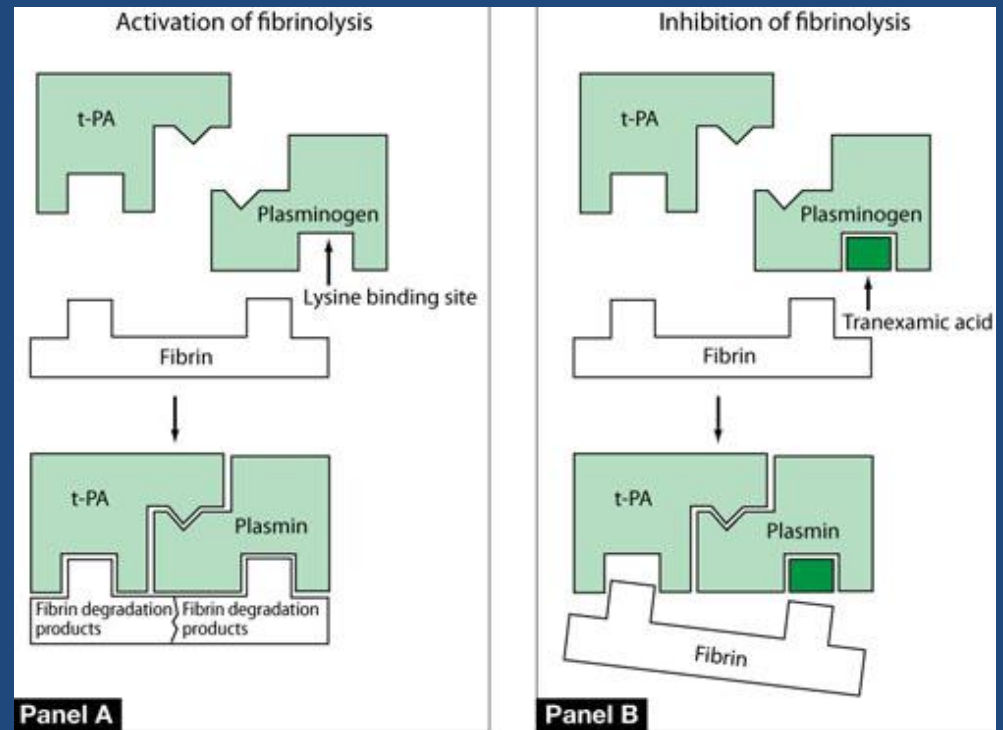 Activation of fibrinolysis
t-PA
Plasminogen
Lysine binding site
Fibrin
t-PA
Plasmin
Fibrin degradation
products
Fibrin degradation
products
Panel A
Inhibition of fibrinolysis
t-PA
Plasminogen
Tranexamic acid
Fibrin
t-PA
Plasmin
Fibrin
Panel B